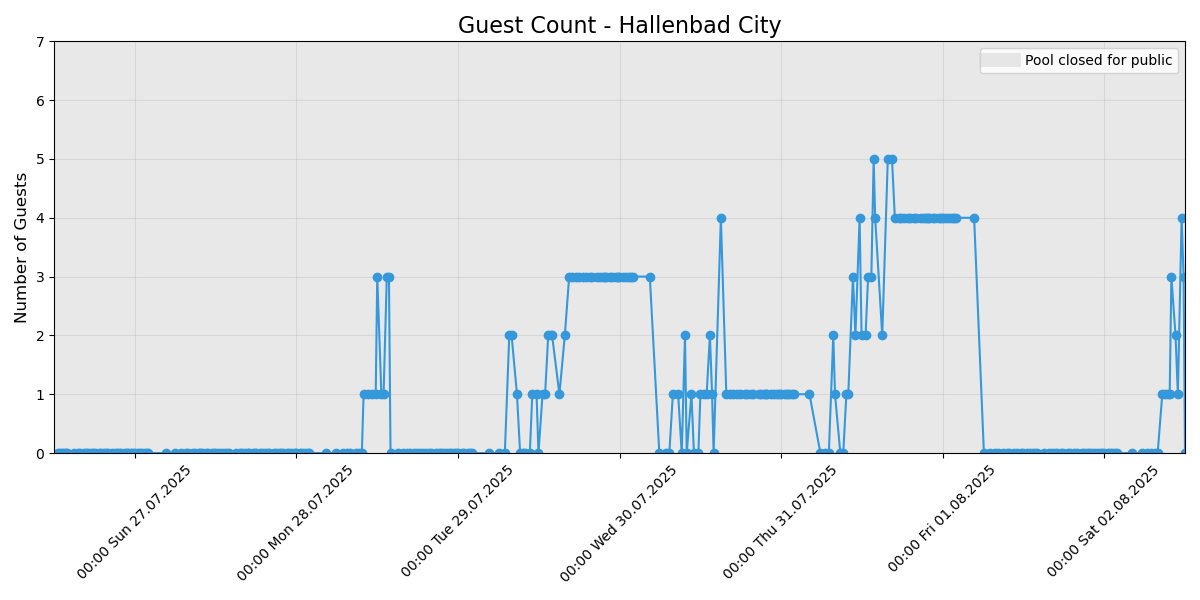 Guest Count - Hallenbad City
Pool closed for public
Number of Guests
7
6
5
4
3
2
1
0
00:00 Sun 27.07.2025
00:00 Mon 28.07.2025
00:00 Tue 29.07.2025
00:00 Wed 30.07.2025
00:00 Thu 31.07.2025
00:00 Fri 01.08.2025
00:00 Sat 02.08.2025